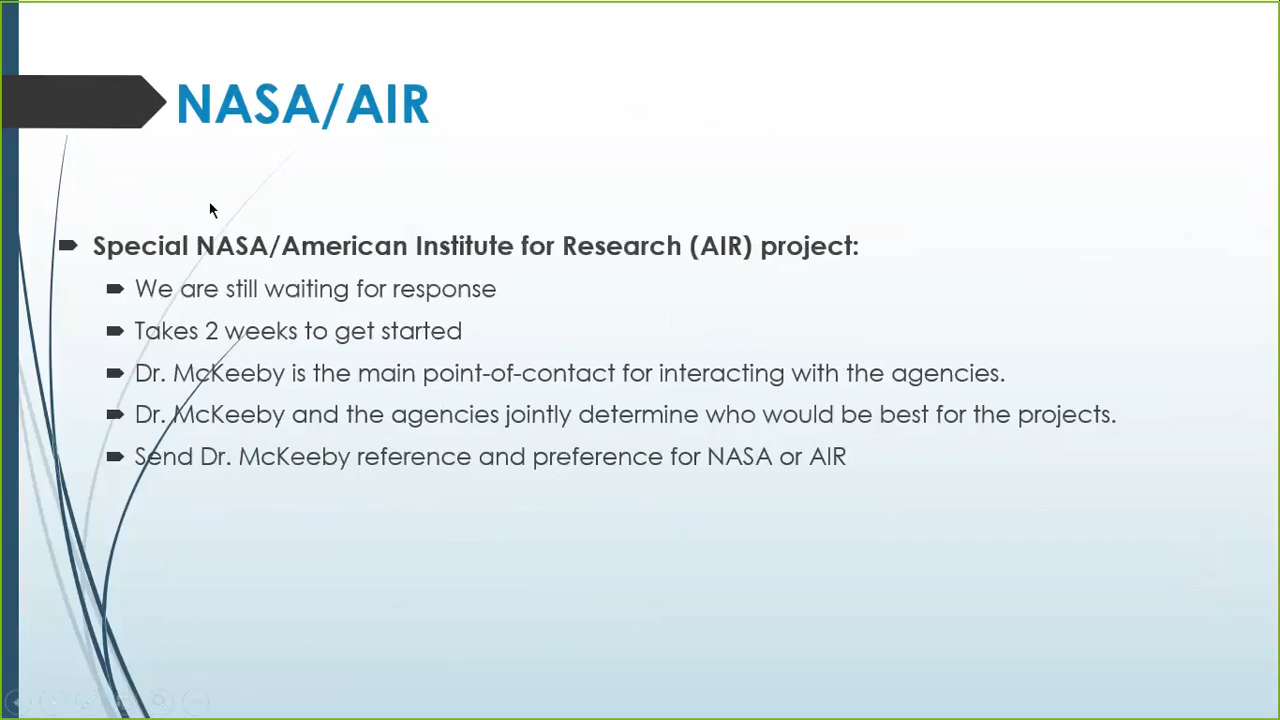 NASA/AIR
Special NASA/American Institute for Research (AIR) project:
We are still waiting for response
Takes 2 weeks to get started
Dr. McKeeby is the main point-of-contact for interacting with the agencies.
Dr. McKeeby and the agencies jointly determine who would be best for the projects.
Send Dr. McKeeby reference and preference for NASA or AIR